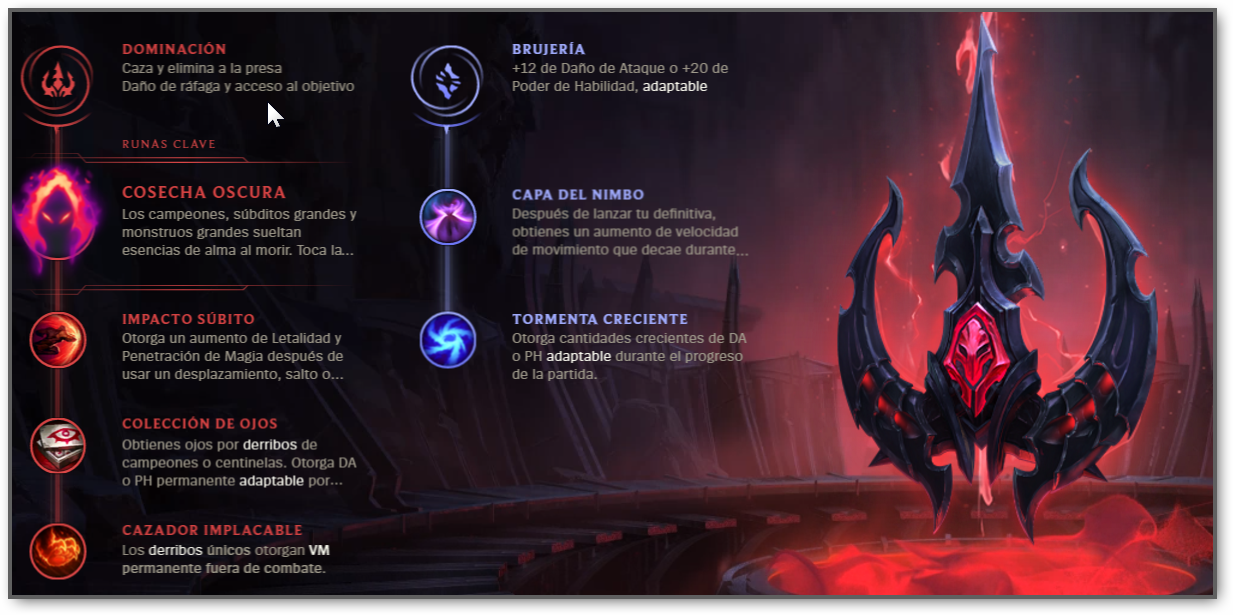 DOMINACIÓN
Caza y elimina a la presa
Daño de ráfaga y acceso al objetivo
RUNAS CLAVE
COSECHA OSCURA
Los campeones, súbditos grandes y
monstruos grandes sueltan
esencias de alma al morir. Toca la...
IMPACTO SÚBITO
Otorga un aumento de Letalidad y
Penetración de Magia después de
usar un desplazamiento, salto o...
COLECCIÓN DE OJOS
Obtienes ojos por derribos de
campeones o centinelas. Otorga DA
o PH permanente adaptable por...
CAZADOR IMPLACABLE
Los derribos únicos otorgan VM
permanente fuera de combate.
BRUJERÍA
+12 de Daño de Ataque o +20 de
Poder de Habilidad, adaptable
CAPA DEL NIMBO
Después de lanzar tu definitiva,
obtienes un aumento de velocidad
de movimiento que decae durante...
TORMENTA CRECIENTE
Otorga cantidades crecientes de DA
o PH adaptable durante el progreso
de la partida.